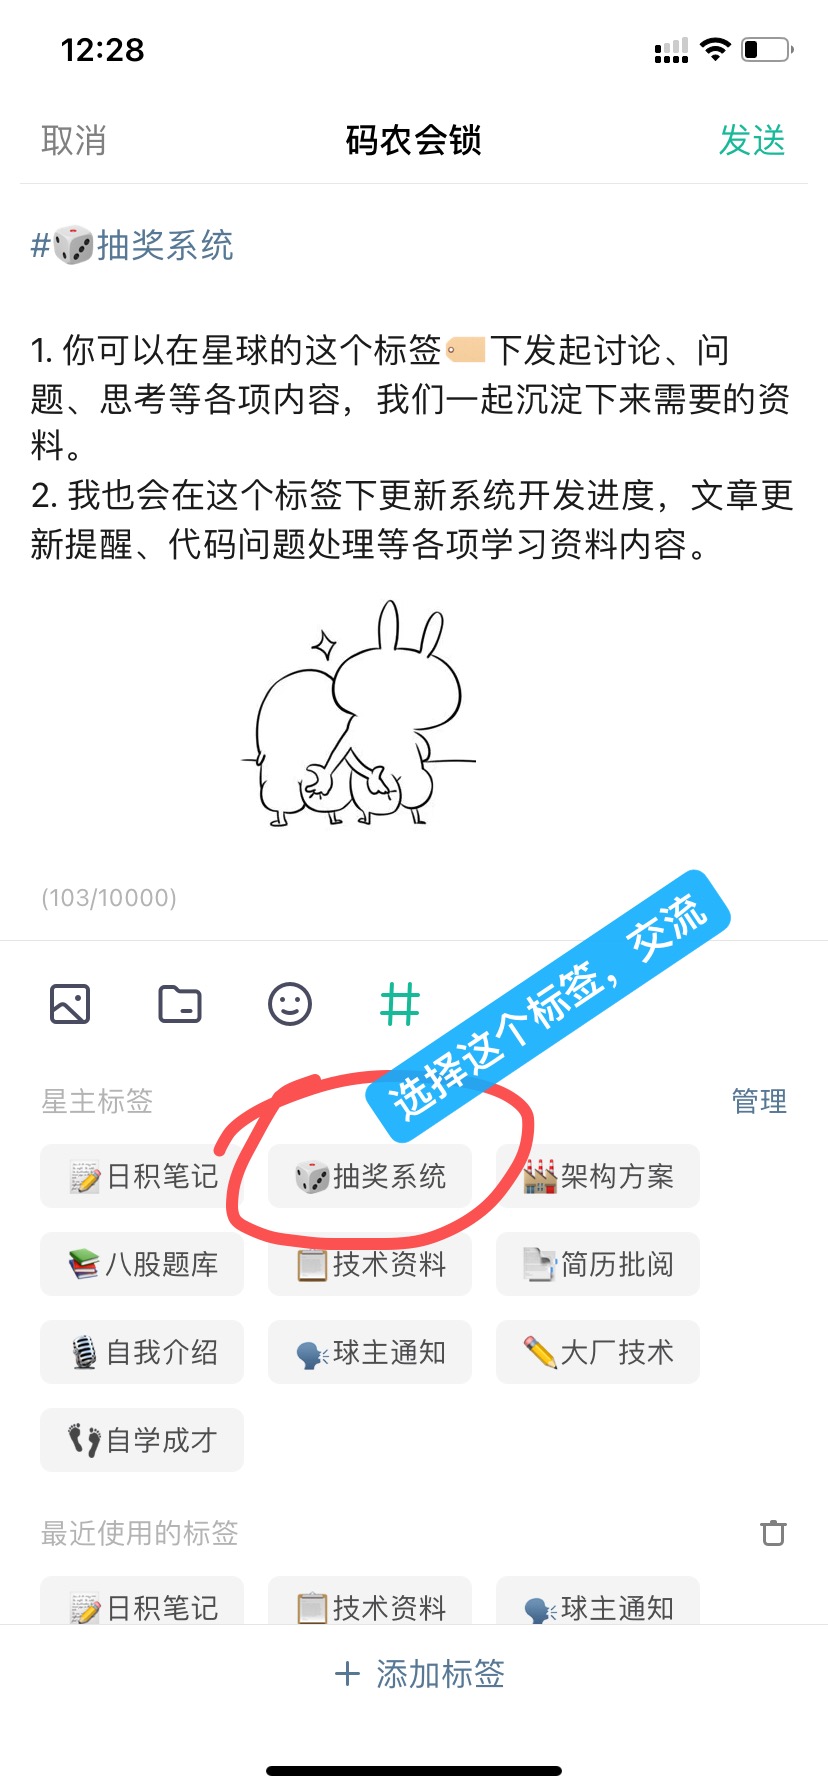 12:28
取消 码农会锁 发送
#🎲抽奖系统
1. 你可以在星球的这个标签🏷️下发起讨论、问
题、思考等各项内容，我们一起沉淀下来需要的资
料。
2. 我也会在这个标签下更新系统开发进度，文章更
新提醒、代码问题处理等各项学习资料内容。
(103/10000)
选择这个标签，交流
星主标签 管理
📝日积笔记 🎲抽奖系统 🏭架构方案
📚八股题库 📋技术资料 📑简历批阅
🎙️自我介绍 🗣️球主通知 ✏️大厂技术
👣自学成才
最近使用的标签
📝日积笔记 📋技术资料 🗣️球主通知
+ 添加标签